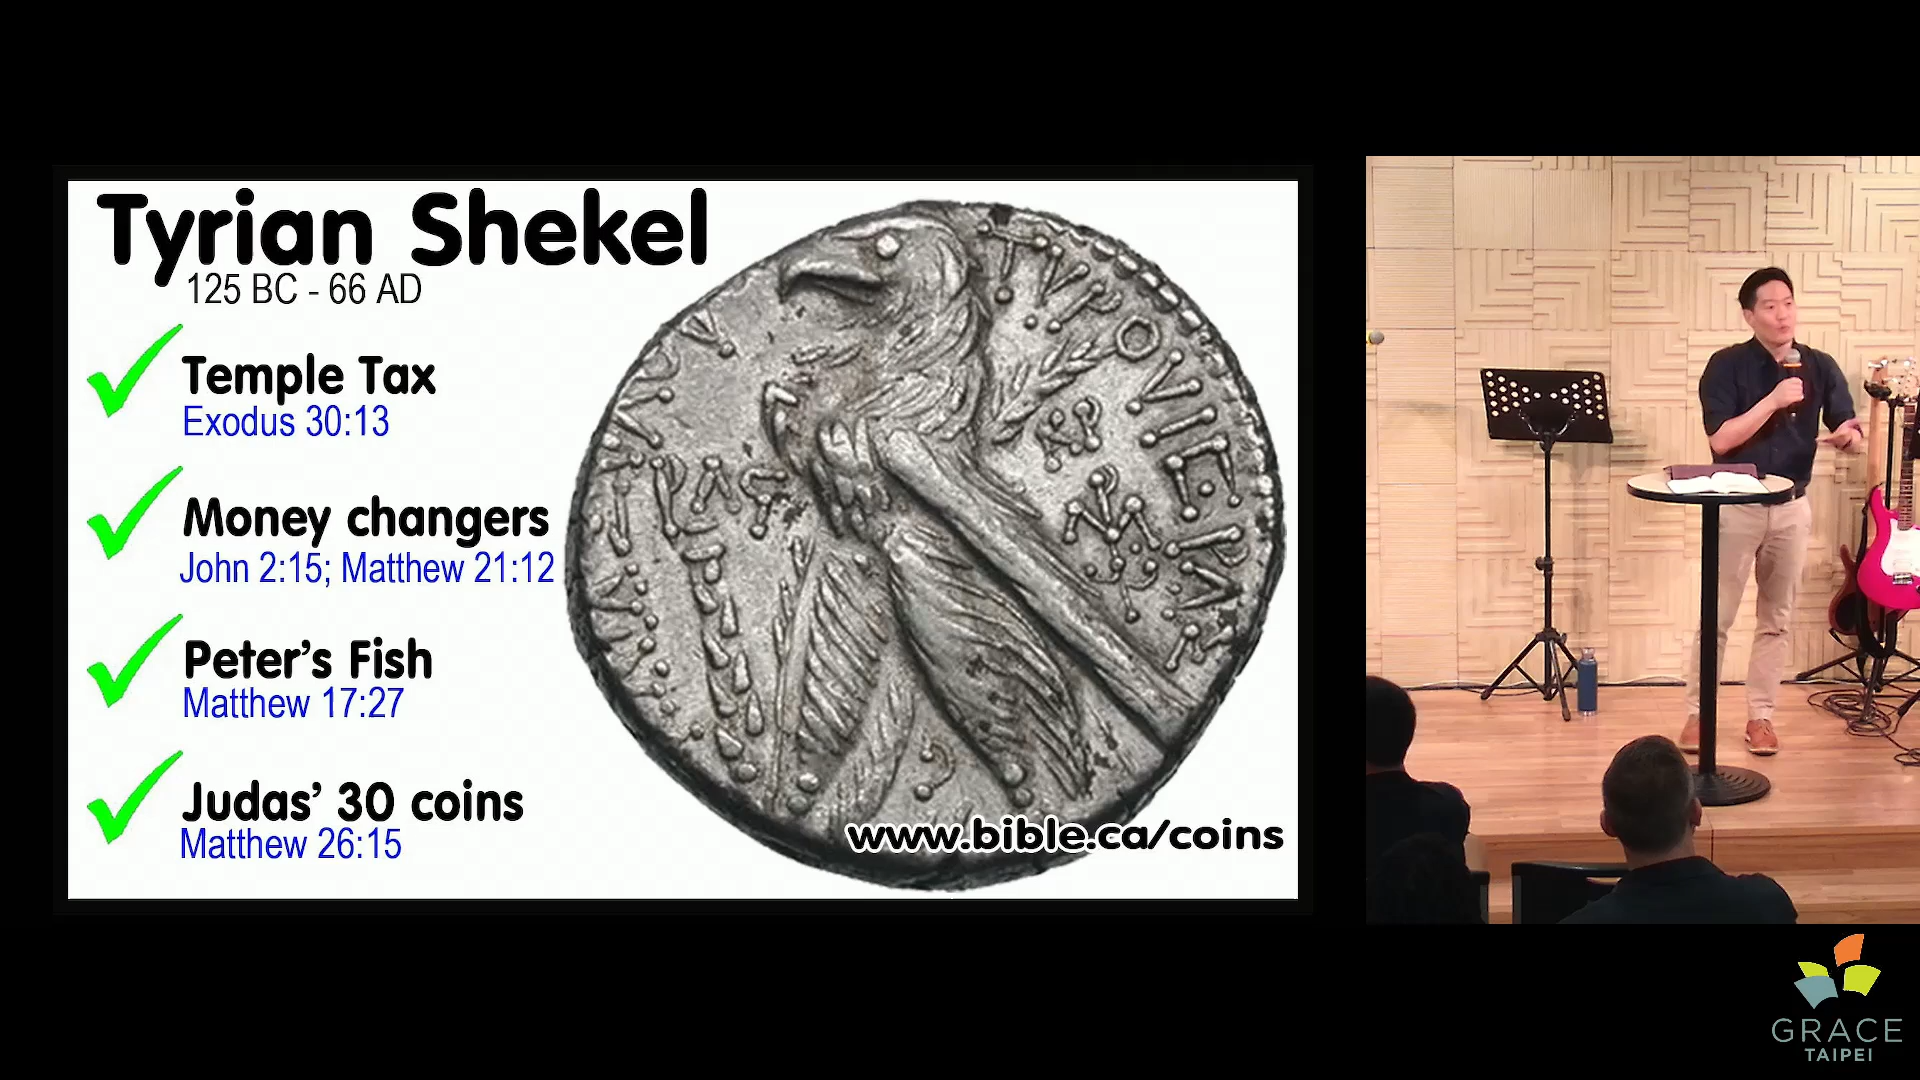 Tyrian Shekel
125 BC - 66 AD
Temple Tax
Exodus 30:13
Money changers
John 2:15; Matthew 21:12
Peter's Fish
Matthew 17:27
Judas' 30 coins
Matthew 26:15
www.bible.ca/coins
GRACE
TAIPEI